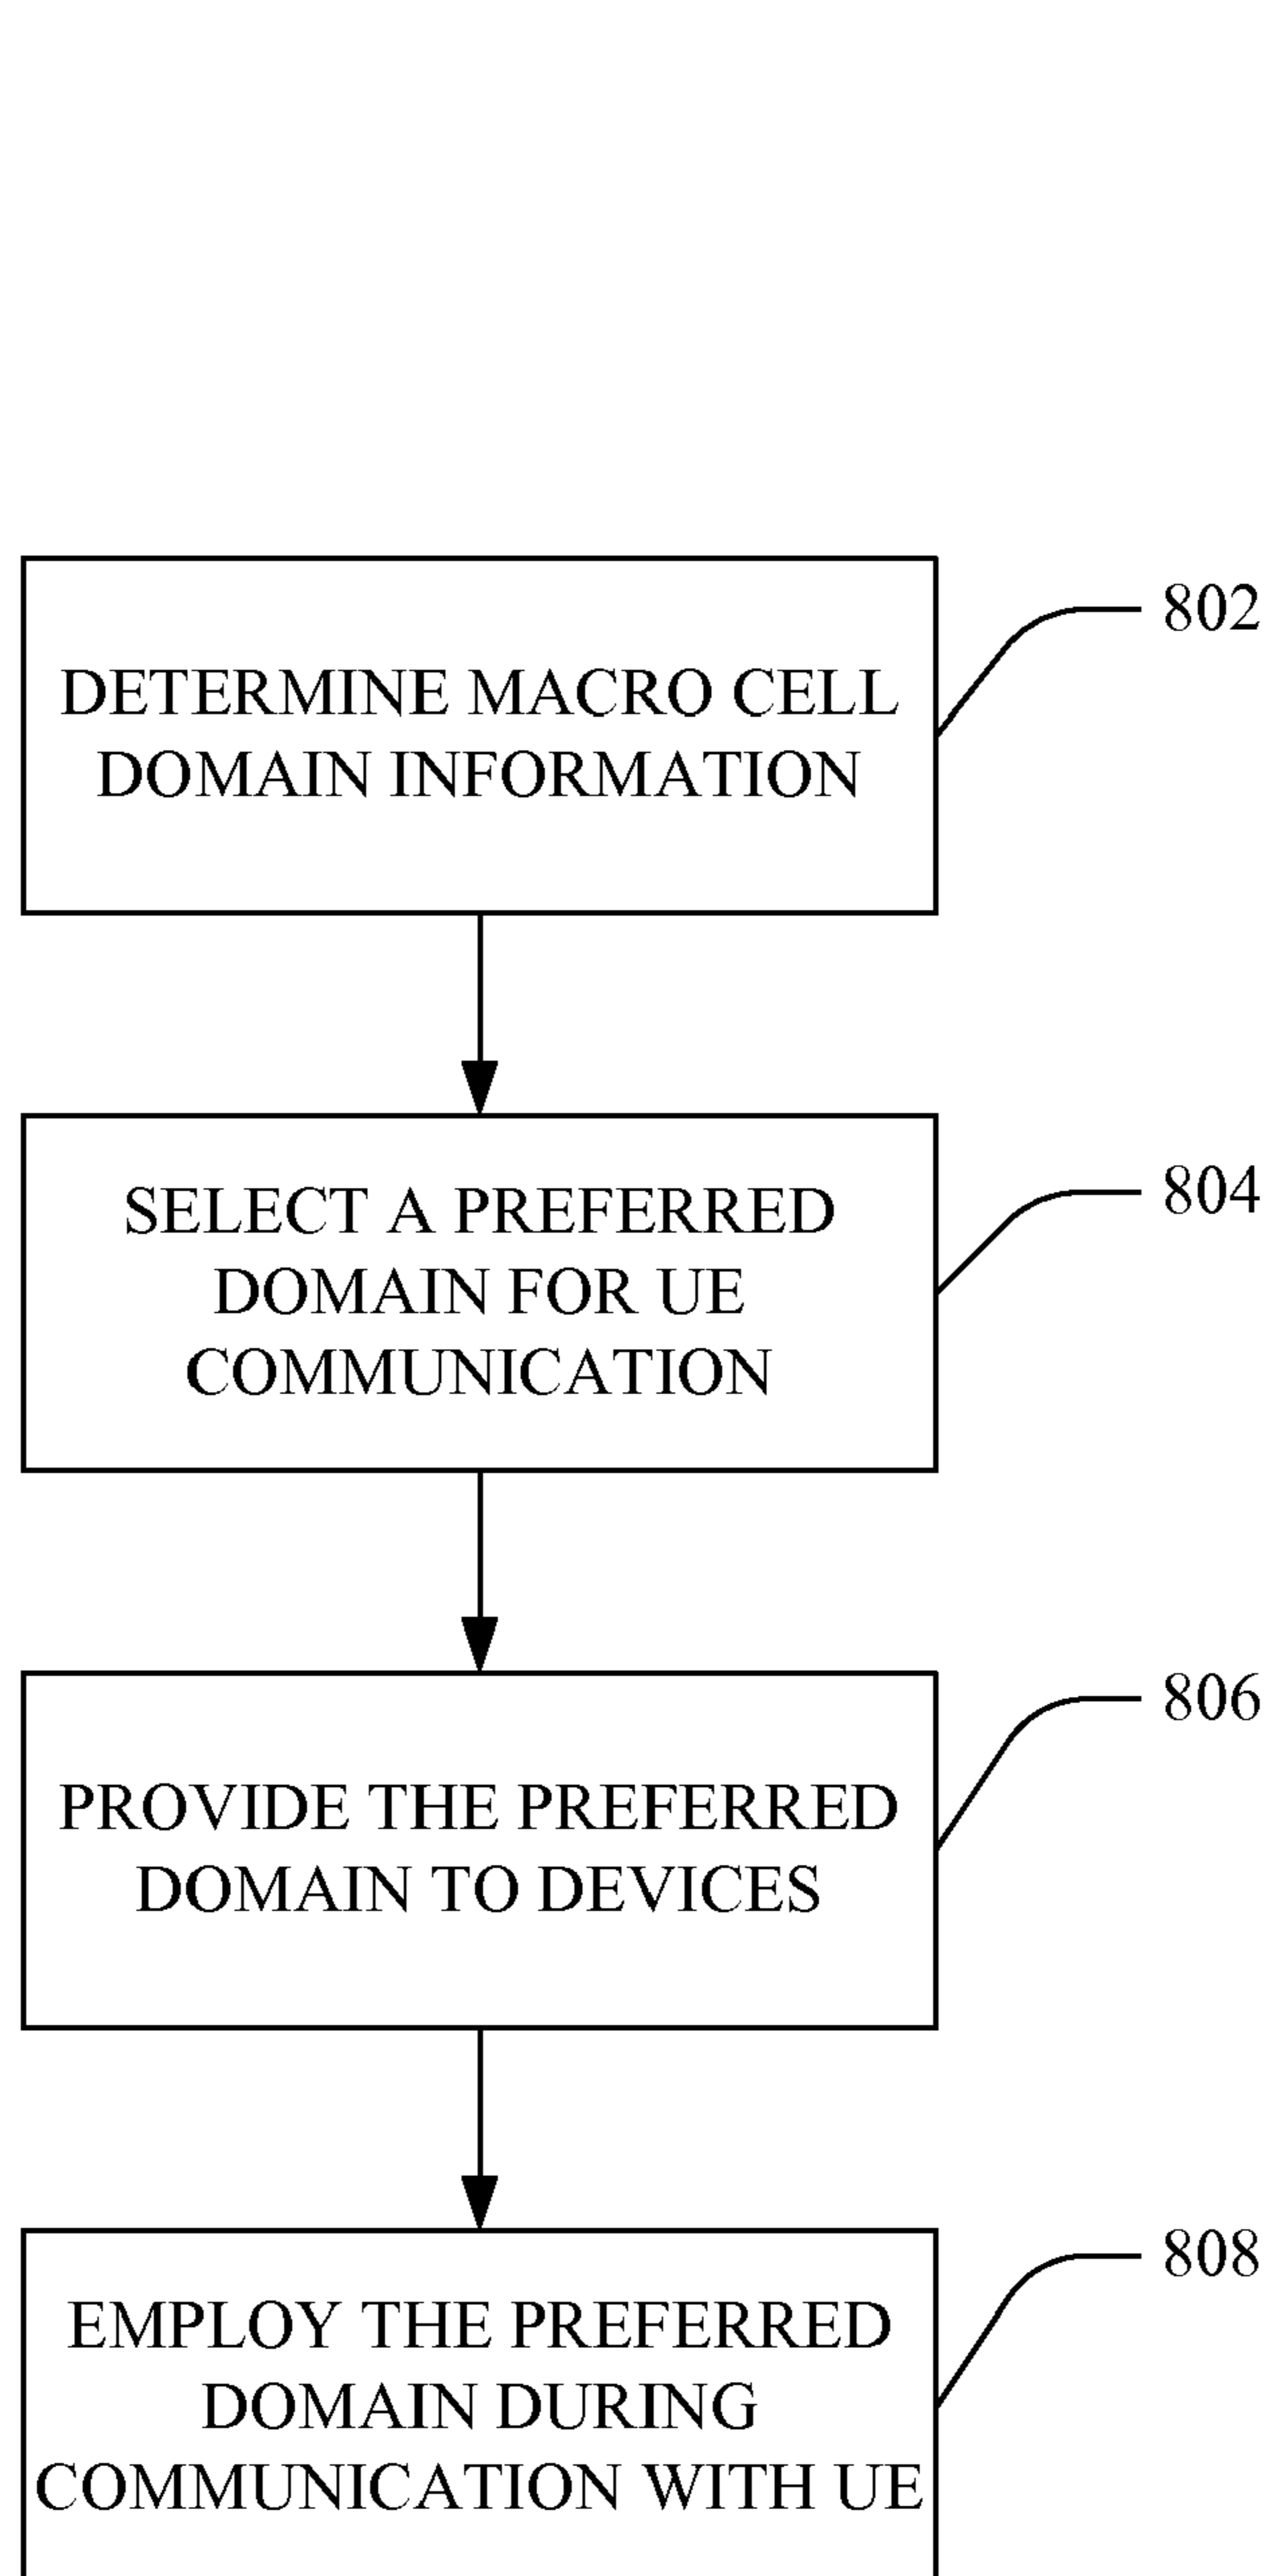 802
DETERMINE MACRO CELL
DOMAIN INFORMATION
804
SELECT A PREFERRED
DOMAIN FOR UE
COMMUNICATION
806
PROVIDE THE PREFERRED
DOMAIN TO DEVICES
808
EMPLOY THE PREFERRED
DOMAIN DURING
COMMUNICATION WITH UE